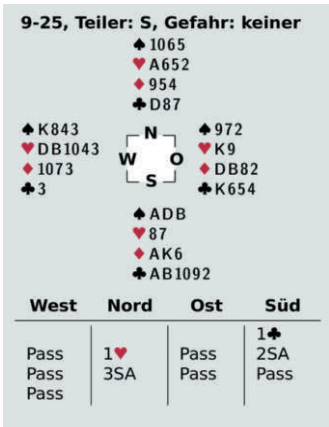 9-25, Teiler: S, Gefahr: keiner
♠ 1065
♥ A652
♦ 954
♣ D87
♠ K843
♥ DB1043
♦ 1073
♣ 3
N
W O
S
♠ 972
♥ K9
♦ DB82
♣ K654
♠ ADB
♥ 87
♦ AK6
♣ AB1092
West Nord Ost Süd
1♣
Pass 1♥ Pass 2SA
Pass 3SA Pass Pass
Pass